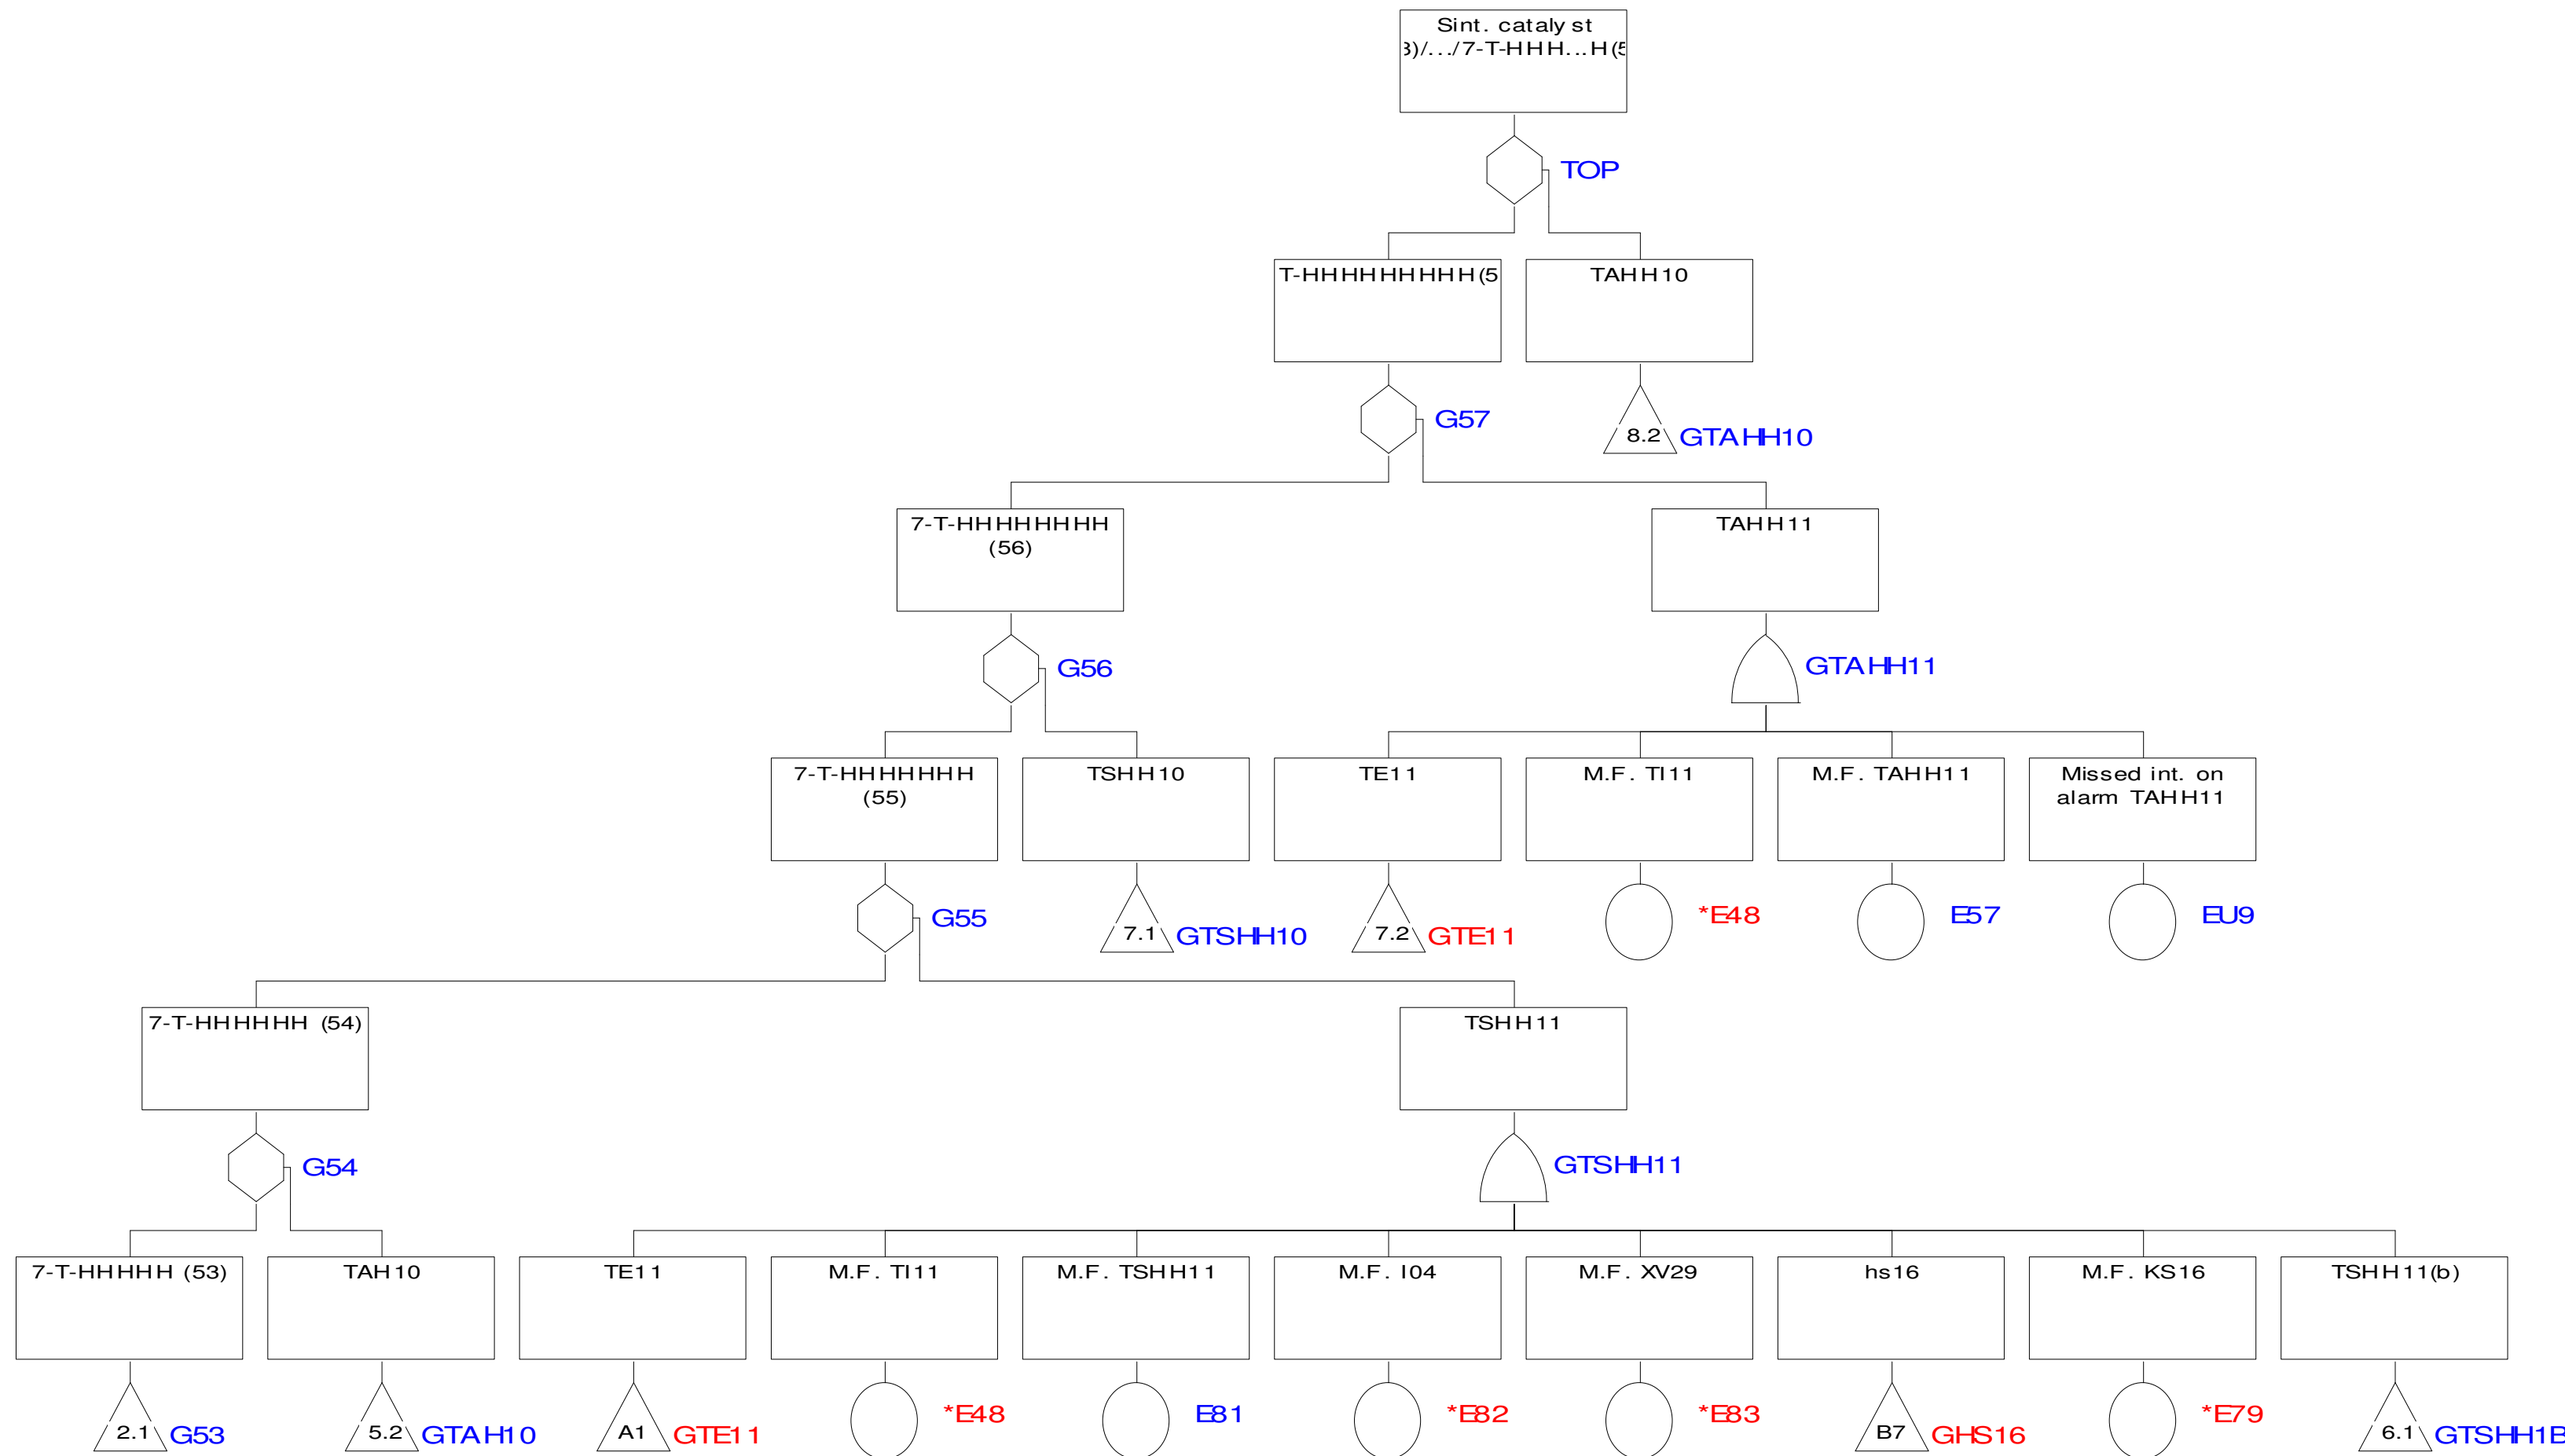 Sint. catalyst
3)/.../7-T-HHH...H(5
TOP
T-HHHHHHHHH(5
TAHH10
G57
8.2
GTAHH10
7-T-HHHHHHHH
(56)
TAHH11
G56
GTAHH11
7-T-HHHHHHH
(55)
TSHH10
TE11
M.F. TI11
M.F. TAHH11
Missed int. on
alarm TAHH11
G55
7.1
GTSHH10
7.2
GTE11
*E48
E57
EU9
7-T-HHHHHH (54)
TSHH11
G54
GTSHH11
7-T-HHHHH (53)
TAH10
TE11
M.F. TI11
M.F. TSHH11
M.F. I04
M.F. XV29
hs16
M.F. KS16
TSHH11(b)
2.1
G53
5.2
GTAH10
A1
GTE11
*E48
E81
*E82
*E83
B7
GHS16
*E79
6.1
GTSHH1B